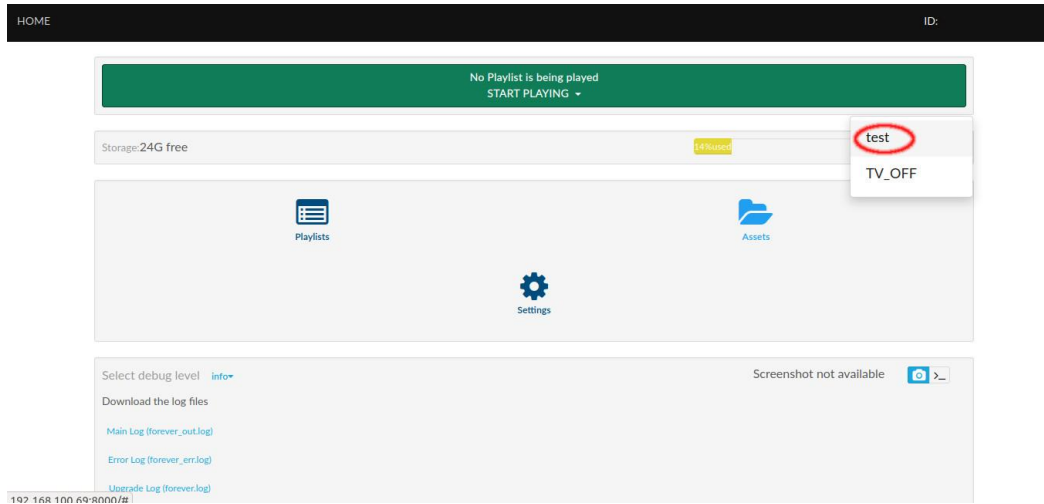 HOME
ID:
No Playlist is being played
START PLAYING
Storage:24G free
14%used
test
TV_OFF
Playlists
Assets
Settings
Select debug level info
Screenshot not available
>_
Download the log files
Main Log (forever_out.log)
Error Log (forever_err.log)
Upgrade Log (forever.log)
192.168.100.69:8000/#